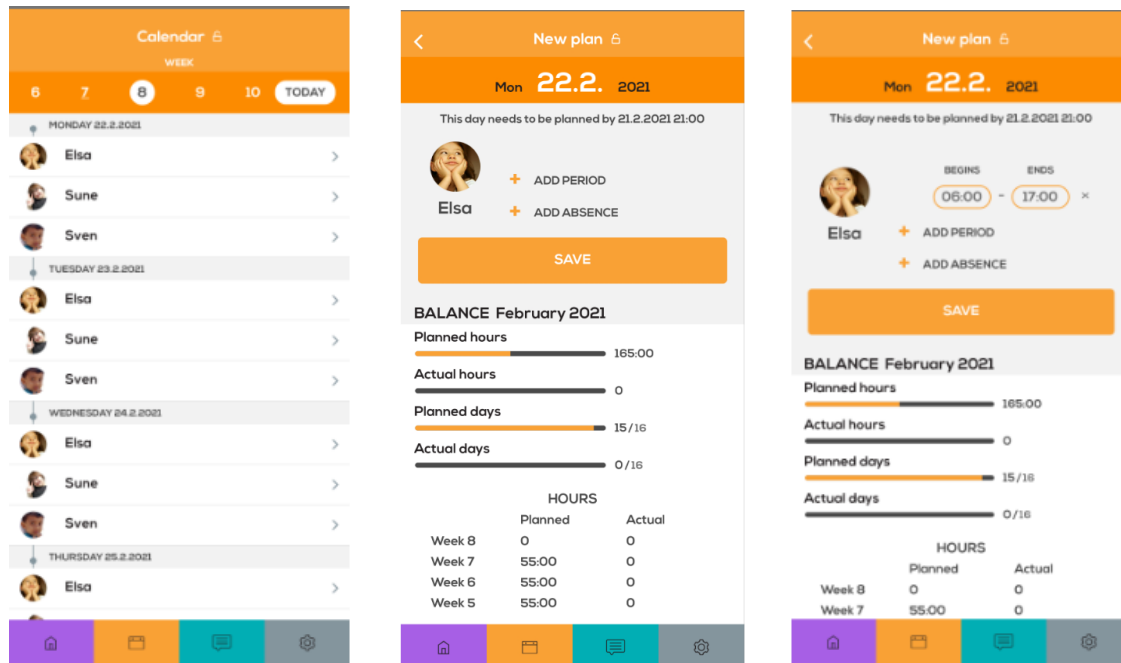 Calendar
WEEK
6 7 8 9 10 TODAY
MONDAY 22.2.2021
Elsa
Sune
Sven
TUESDAY 23.2.2021
Elsa
Sune
Sven
WEDNESDAY 24.2.2021
Elsa
Sune
Sven
THURSDAY 25.2.2021
Elsa
New plan
Mon 22.2. 2021
This day needs to be planned by 21.2.2021 21:00
+ ADD PERIOD
Elsa + ADD ABSENCE
SAVE
BALANCE February 2021
Planned hours
165:00
Actual hours
0
Planned days
15/16
Actual days
0/16
HOURS
Planned Actual
Week 8 0 0
Week 7 55:00 0
Week 6 55:00 0
Week 5 55:00 0
New plan
Mon 22.2. 2021
This day needs to be planned by 21.2.2021 21:00
BEGINS ENDS
06:00 - 17:00 ×
Elsa + ADD PERIOD
+ ADD ABSENCE
SAVE
BALANCE February 2021
Planned hours
165:00
Actual hours
0
Planned days
15/16
Actual days
0/16
HOURS
Planned Actual
Week 8 0 0
Week 7 55:00 0